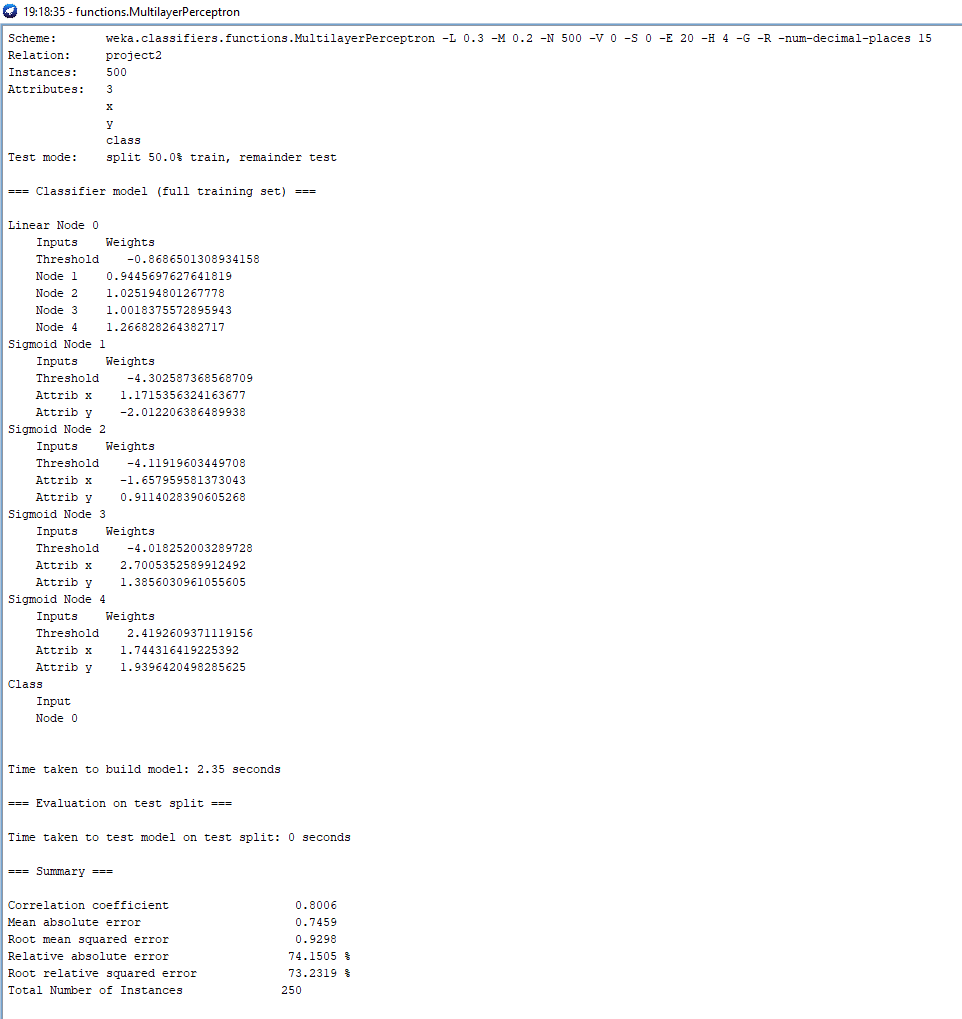 19:18:35 - functions.MultilayerPerceptron
Scheme: weka.classifiers.functions.MultilayerPerceptron -L 0.3 -M 0.2 -N 500 -V 0 -S 0 -E 20 -H 4 -G -R -num-decimal-places 15
Relation: project2
Instances: 500
Attributes: 3
x
y
class
Test mode: split 50.0% train, remainder test
=== Classifier model (full training set) ===
Linear Node 0
Inputs Weights
Threshold -0.8686501308934158
Node 1 0.9445697627641819
Node 2 1.025194801267778
Node 3 1.0018375572895943
Node 4 1.266828264382717
Sigmoid Node 1
Inputs Weights
Threshold -4.302587368568709
Attrib x 1.1715356324163677
Attrib y -2.012206386489938
Sigmoid Node 2
Inputs Weights
Threshold -4.11919603449708
Attrib x -1.657959581373043
Attrib y 0.9114028390605268
Sigmoid Node 3
Inputs Weights
Threshold -4.018252003289728
Attrib x 2.7005352589912492
Attrib y 1.3856030961055605
Sigmoid Node 4
Inputs Weights
Threshold 2.4192609371119156
Attrib x 1.744316419225392
Attrib y 1.9396420498285625
Class
Input
Node 0
Time taken to build model: 2.35 seconds
=== Evaluation on test split ===
Time taken to test model on test split: 0 seconds
=== Summary ===
Correlation coefficient 0.8006
Mean absolute error 0.7459
Root mean squared error 0.9298
Relative absolute error 74.1505 %
Root relative squared error 73.2319 %
Total Number of Instances 250